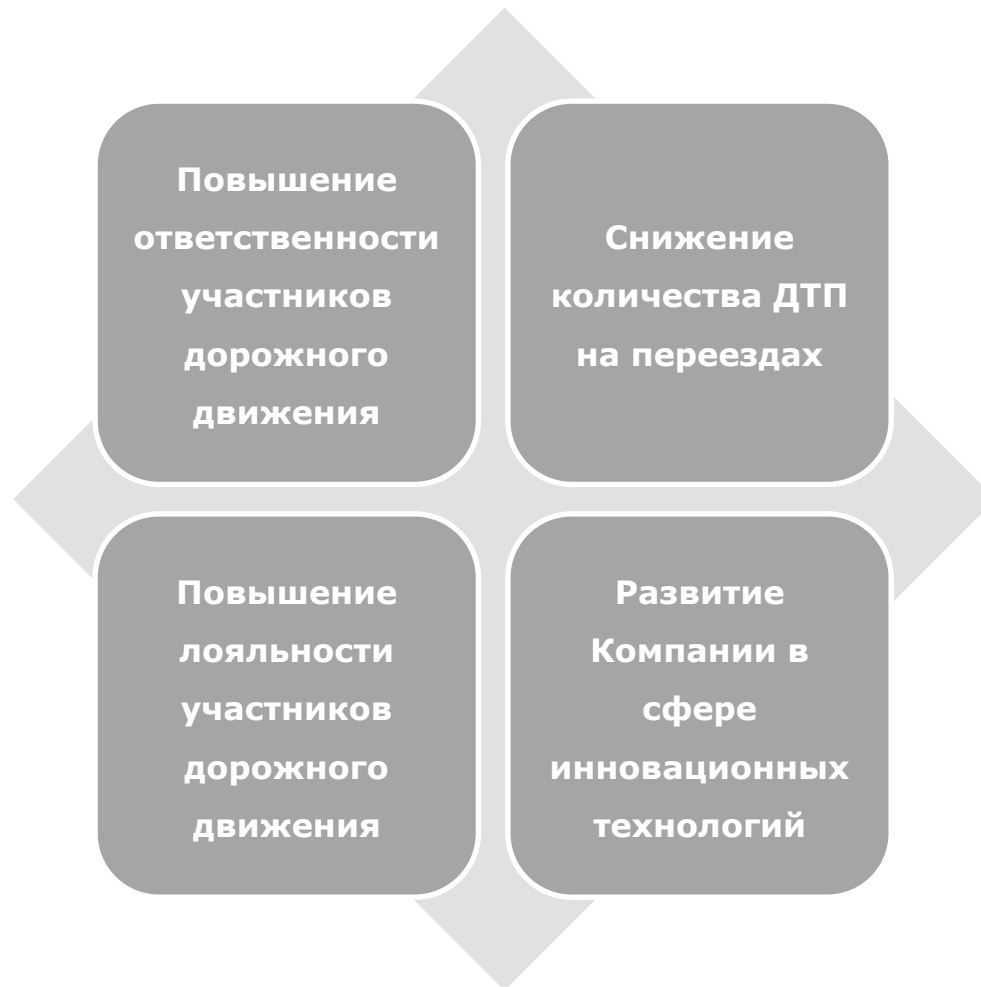 Повышение
ответственности
участников
дорожного
движения
Снижение
количества ДТП
на переездах
Повышение
лояльности
участников
дорожного
движения
Развитие
Компании в
сфере
инновационных
технологий